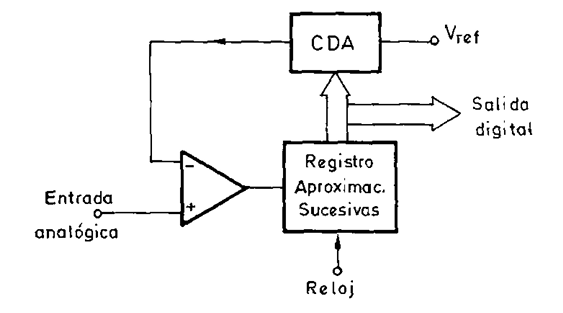 CDA
Vref
Salida
digital
-
Registro
Aproximac.
Sucesivas
Entrada
analógica
+
Reloj